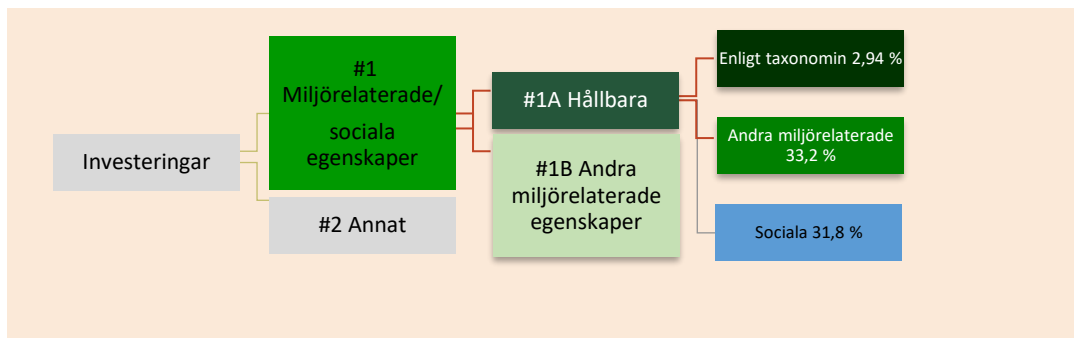 Investeringar
#1
Miljörelaterade/
sociala
egenskaper
#2 Annat
#1A Hållbara
#1B Andra
miljörelaterade
egenskaper
Enligt taxonomin 2,94 %
Andra miljörelaterade
33,2 %
Sociala 31,8 %